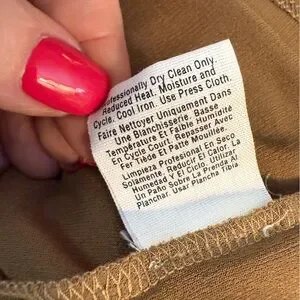 Professionally Dry Clean Only.
Reduced Heat. Moisture and
Cycle. Cool Iron. Use Press Cloth.
Faire Nettoyer Uniquement Dans
Une Blanchisserie. Basse
Température Et Faible Humidité
En Cycle Court. Repasser Avec
Fer Tiède Et Patte Mouillée.
Limpieza Profesional En Seco
Solamente. Reducir El Calor. La
Humedad Y El Ciclo. Utilizar
Un Paño Sobre La Prenda Al
Planchar. Usar Plancha Tibia